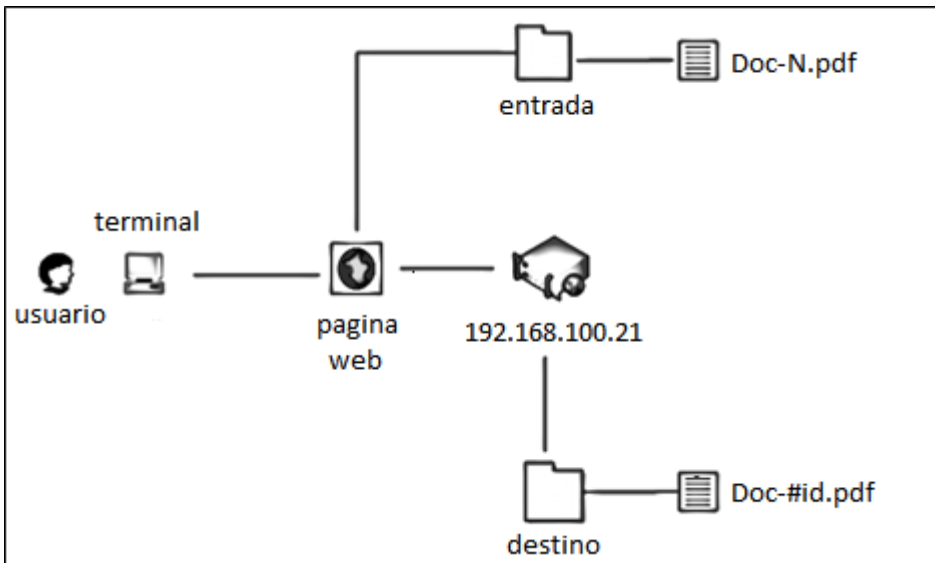 Doc-N.pdf
entrada
terminal
usuario
pagina
web
192.168.100.21
Doc-#id.pdf
destino